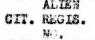 ALIEN
CIT. REGIS.
NO.